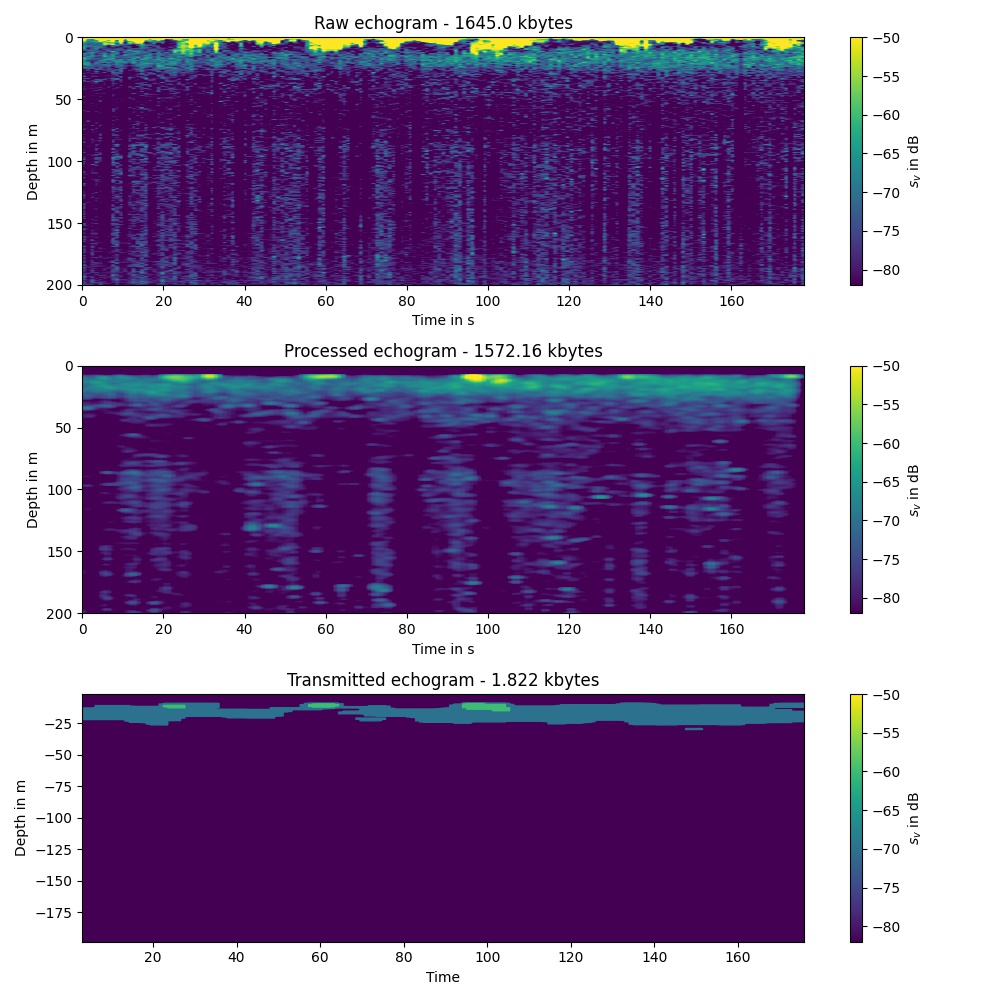 Raw echogram - 1645.0 kbytes
0
50
100
150
200
Depth in m
0 20 40 60 80 100 120 140 160
Time in s
−50
−55
−60
−65
−70
−75
−80
sv in dB
Processed echogram - 1572.16 kbytes
0
50
100
150
200
Depth in m
0 20 40 60 80 100 120 140 160
Time in s
−50
−55
−60
−65
−70
−75
−80
sv in dB
Transmitted echogram - 1.822 kbytes
−25
−50
−75
−100
−125
−150
−175
Depth in m
20 40 60 80 100 120 140 160
Time
−50
−55
−60
−65
−70
−75
−80
sv in dB